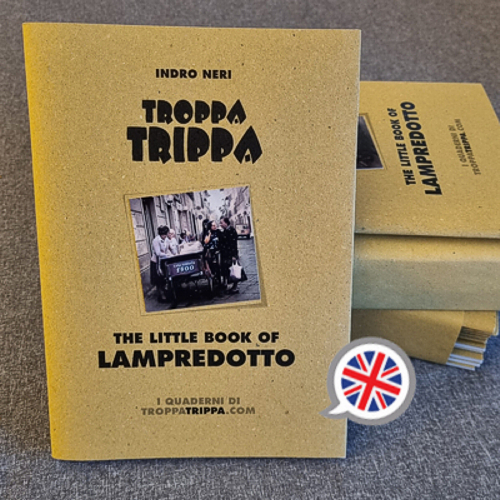 INDRO NERI
TROPPA
TRIPPA
THE LITTLE BOOK OF
LAMPREDOTTO
I QUADERNI DI
TROPPATRIPPA.COM
THE LITTLE BOOK OF
LAMPREDOTTO
I QUADERNI DI
TROPPATRIPPA.COM